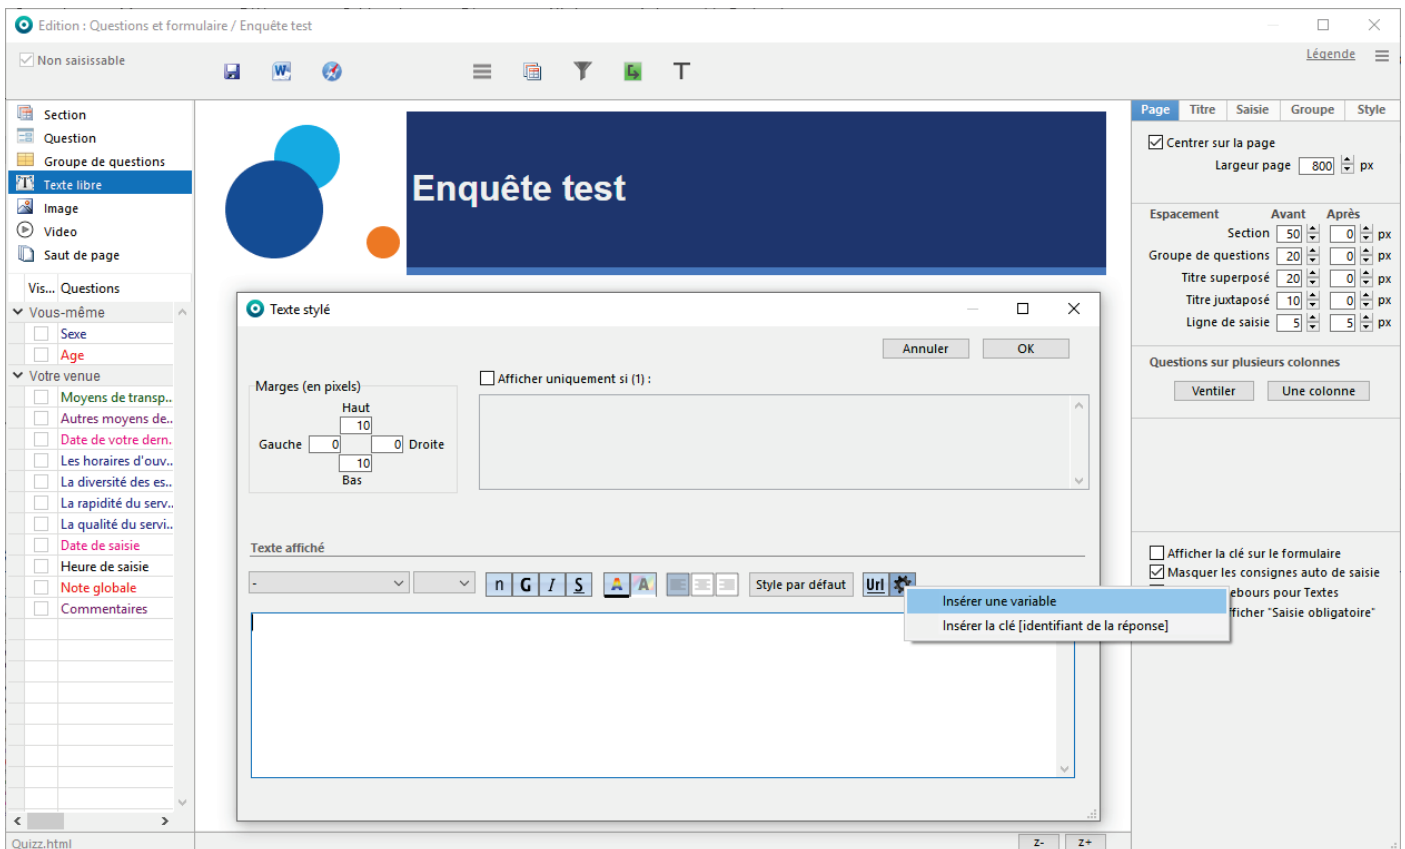 Edition : Questions et formulaire / Enquête test
Non saisissable
Légende
W
T
Section
Question
Groupe de questions
Texte libre
Image
Video
Saut de page
Vis... Questions
Vous-même
Sexe
Age
Votre venue
Moyens de transp..
Autres moyens de..
Date de votre dern.
Les horaires d'ouv..
La diversité des es..
La rapidité du serv..
La qualité du servi..
Date de saisie
Heure de saisie
Note globale
Commentaires
Quizz.html
Enquête test
Texte stylé
Annuler OK
Marges (en pixels)
Haut
10
Gauche 0 0 Droite
10
Bas
Afficher uniquement si (1) :
Texte affiché
- n G I S A A Style par défaut Url
Insérer une variable
Insérer la clé [identifiant de la réponse]
z- z+
Page Titre Saisie Groupe Style
Centrer sur la page
Largeur page 800 px
Espacement Avant Après
Section 50 0 px
Groupe de questions 20 0 px
Titre superposé 20 0 px
Titre juxtaposé 10 0 px
Ligne de saisie 5 5 px
Questions sur plusieurs colonnes
Ventiler Une colonne
Afficher la clé sur le formulaire
Masquer les consignes auto de saisie
ebours pour Textes
ficher "Saisie obligatoire"